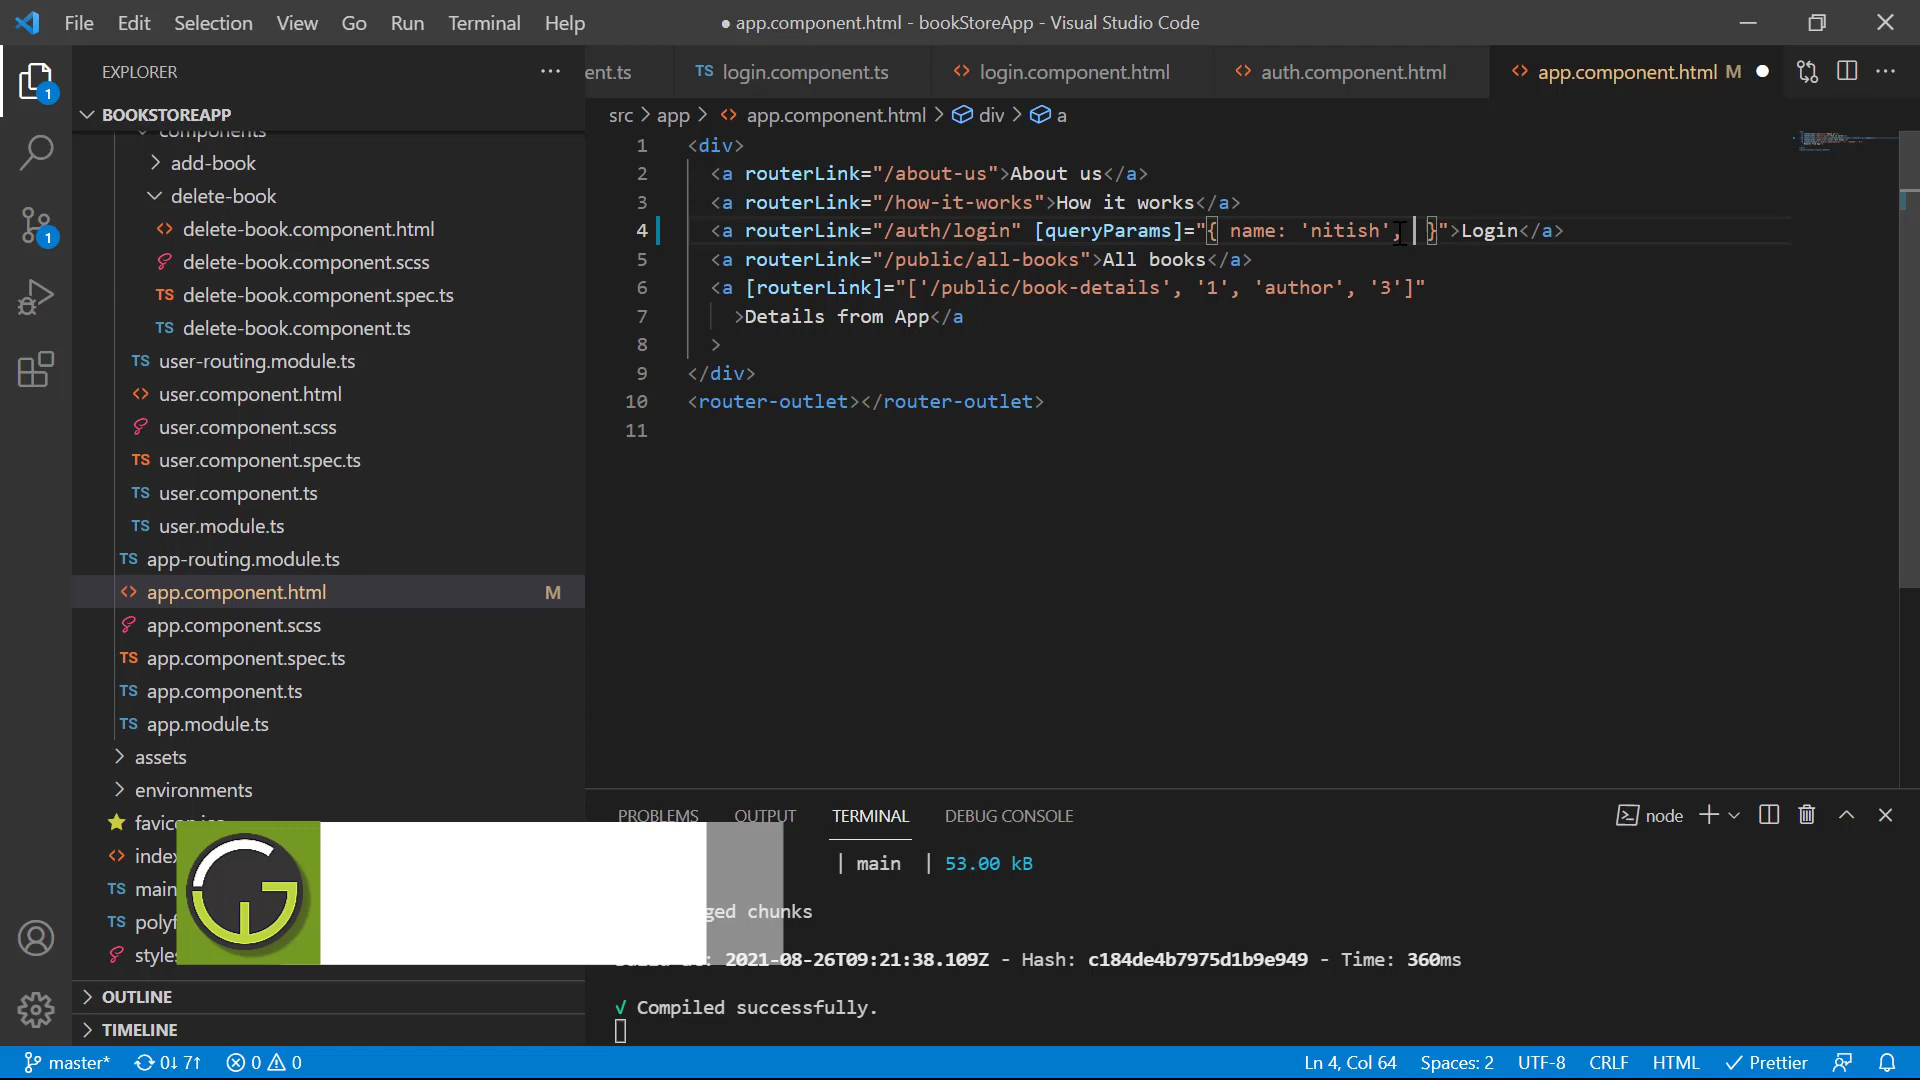 File Edit Selection View Go Run Terminal Help
● app.component.html - bookStoreApp - Visual Studio Code
EXPLORER
BOOKSTOREAPP
components
add-book
delete-book
delete-book.component.html
delete-book.component.scss
delete-book.component.spec.ts
delete-book.component.ts
user-routing.module.ts
user.component.html
user.component.scss
user.component.spec.ts
user.component.ts
user.module.ts
app-routing.module.ts
app.component.html M
app.component.scss
app.component.spec.ts
app.component.ts
app.module.ts
assets
environments
OUTLINE
TIMELINE
ent.ts login.component.ts login.component.html auth.component.html app.component.html M
src > app > app.component.html > div > a
1 <div>
2 <a routerLink="/about-us">About us</a>
3 <a routerLink="/how-it-works">How it works</a>
4 <a routerLink="/auth/login" [queryParams]="{ name: 'nitish', }">Login</a>
5 <a routerLink="/public/all-books">All books</a>
6 <a [routerLink]="['/public/book-details', '1', 'author', '3']"
7 >Details from App</a
8 >
9 </div>
10 <router-outlet></router-outlet>
11
PROBLEMS OUTPUT TERMINAL DEBUG CONSOLE
node
| main | 53.00 kB
ged chunks
2021-08-26T09:21:38.109Z - Hash: c184de4b7975d1b9e949 - Time: 360ms
√ Compiled successfully.
master* 0↓ 7↑ 0 0
Ln 4, Col 64 Spaces: 2 UTF-8 CRLF HTML Prettier